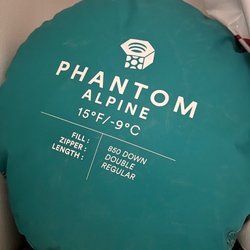 PHANTOM
ALPINE
15°F/-9°C
FILL : 850 DOWN
ZIPPER : DOUBLE
LENGTH : REGULAR